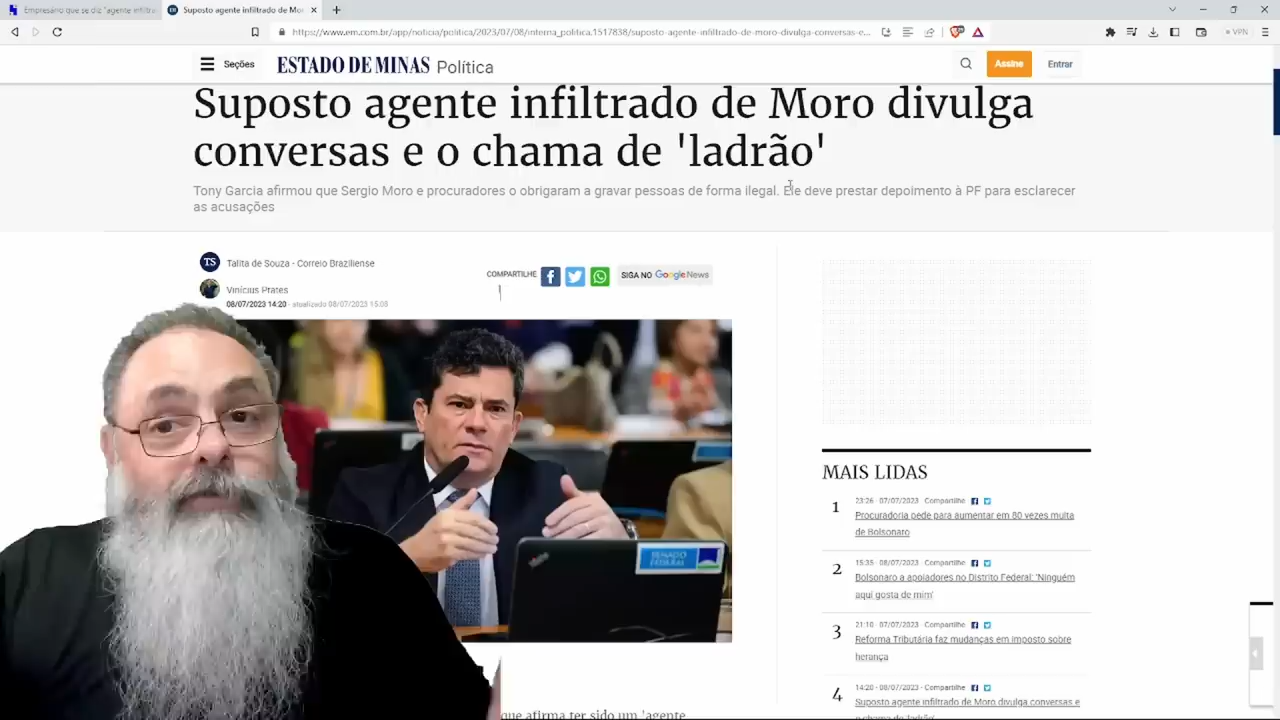 Empresário que se diz "agente infiltra
Suposto agente infiltrado de Mor
https://www.em.com.br/app/noticia/politica/2023/07/08/interna_politica,1517838/suposto-agente-infiltrado-de-moro-divulga-conversas-e...
VPN
Seções
ESTADO DE MINAS Política
Assine
Entrar
Suposto agente infiltrado de Moro divulga
conversas e o chama de 'ladrão'
Tony Garcia afirmou que Sergio Moro e procuradores o obrigaram a gravar pessoas de forma ilegal. Ele deve prestar depoimento à PF para esclarecer
as acusações
TS
Talita de Souza - Correio Braziliense
Vinicius Prates
08/07/2023 14:20 - atualizado 08/07/2023 15:05
COMPARTILHE
SIGA NO Google News
SENADO
FEDERAL
que afirma ter sido um 'agente
MAIS LIDAS
1
23:26 - 07/07/2023 Compartilhe
Procuradoria pede para aumentar em 80 vezes multa
de Bolsonaro
2
15:35 - 08/07/2023 Compartilhe
Bolsonaro a apoiadores no Distrito Federal: 'Ninguém
aqui gosta de mim'
3
21:10 - 07/07/2023 Compartilhe
Reforma Tributária faz mudanças em imposto sobre
herança
4
14:20 - 08/07/2023 Compartilhe
Suposto agente infiltrado de Moro divulga conversas e
o chama de 'ladrão'